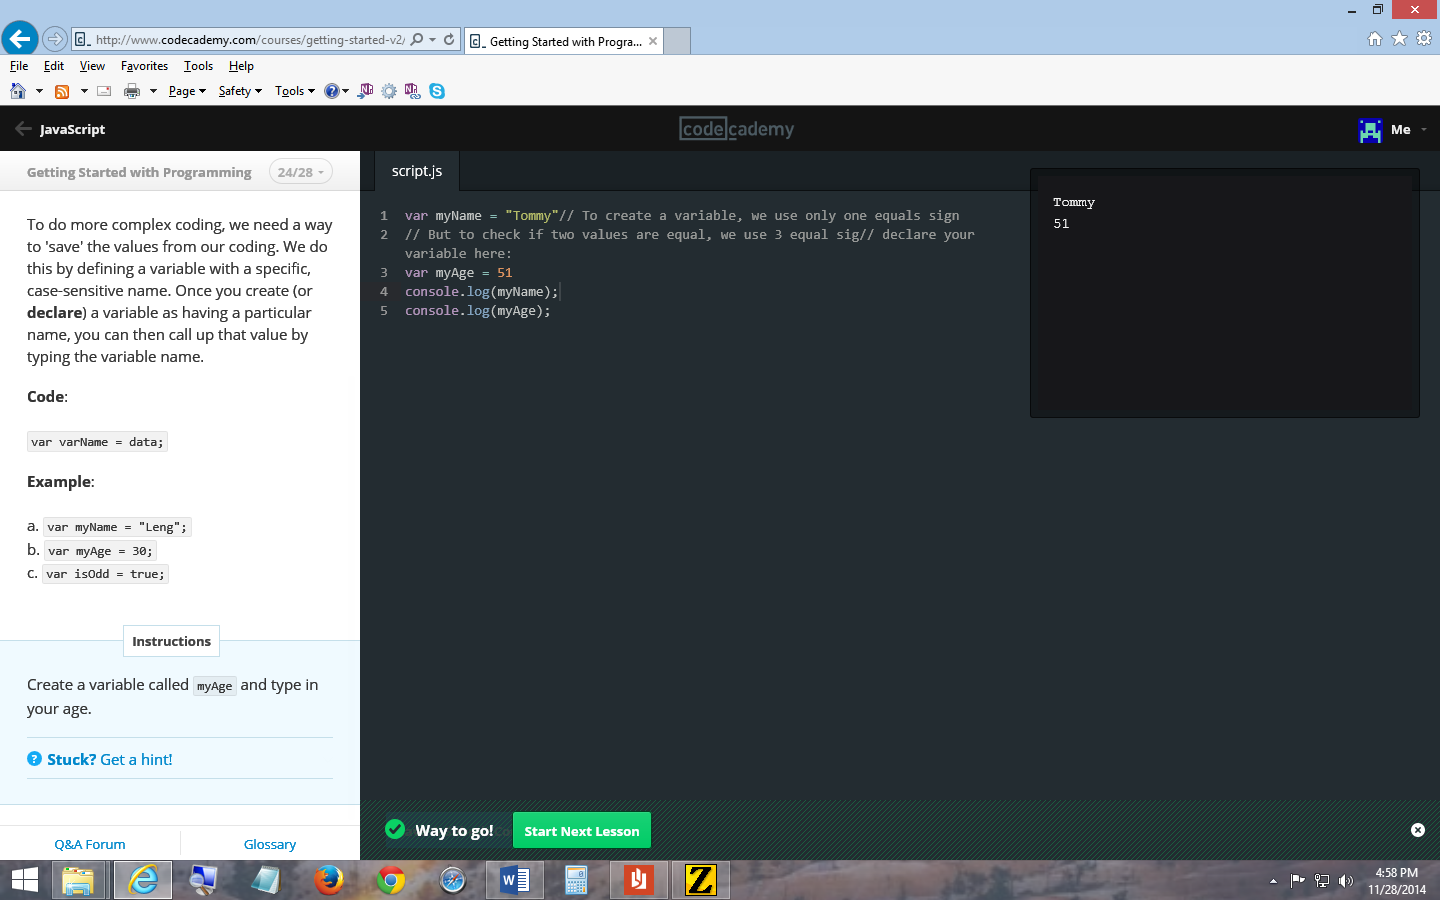 http://www.codecademy.com/courses/getting-started-v2/
Getting Started with Progra...
File Edit View Favorites Tools Help
Page Safety Tools
JavaScript
codecademy
Me
Getting Started with Programming 24/28
script.js
To do more complex coding, we need a way
to 'save' the values from our coding. We do
this by defining a variable with a specific,
case-sensitive name. Once you create (or
declare) a variable as having a particular
name, you can then call up that value by
typing the variable name.
Code:
var varName = data;
Example:
a. var myName = "Leng";
b. var myAge = 30;
c. var isOdd = true;
Instructions
Create a variable called myAge and type in
your age.
? Stuck? Get a hint!
Q&A Forum Glossary
1 var myName = "Tommy"// To create a variable, we use only one equals sign
2 // But to check if two values are equal, we use 3 equal sig// declare your
variable here:
3 var myAge = 51
4 console.log(myName);
5 console.log(myAge);
Tommy
51
Way to go! Start Next Lesson
4:58 PM
11/28/2014